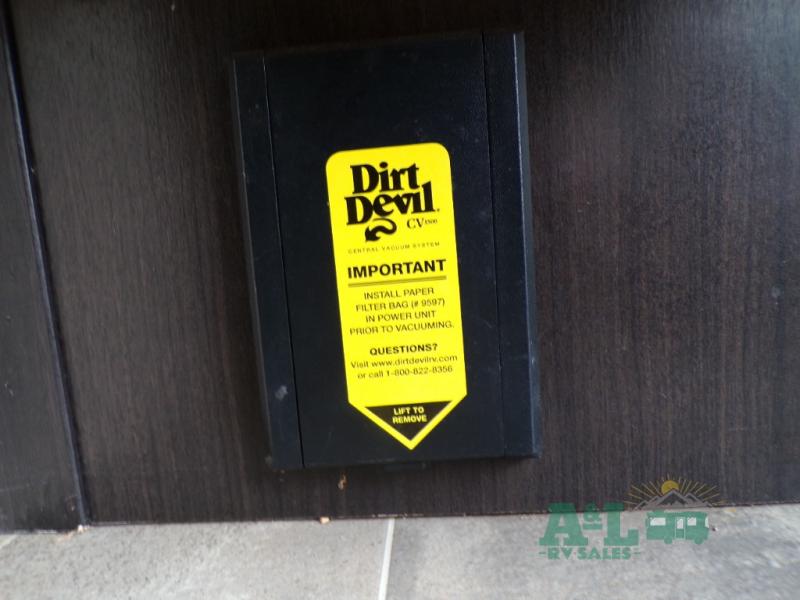 Dirt
Devil.
CV1500
CENTRAL VACUUM SYSTEM
IMPORTANT
INSTALL PAPER
FILTER BAG (# 9597)
IN POWER UNIT
PRIOR TO VACUUMING.
QUESTIONS?
Visit www.dirtdevilrv.com
or call 1-800-822-8356
LIFT TO
REMOVE
A&L
-RV SALES-